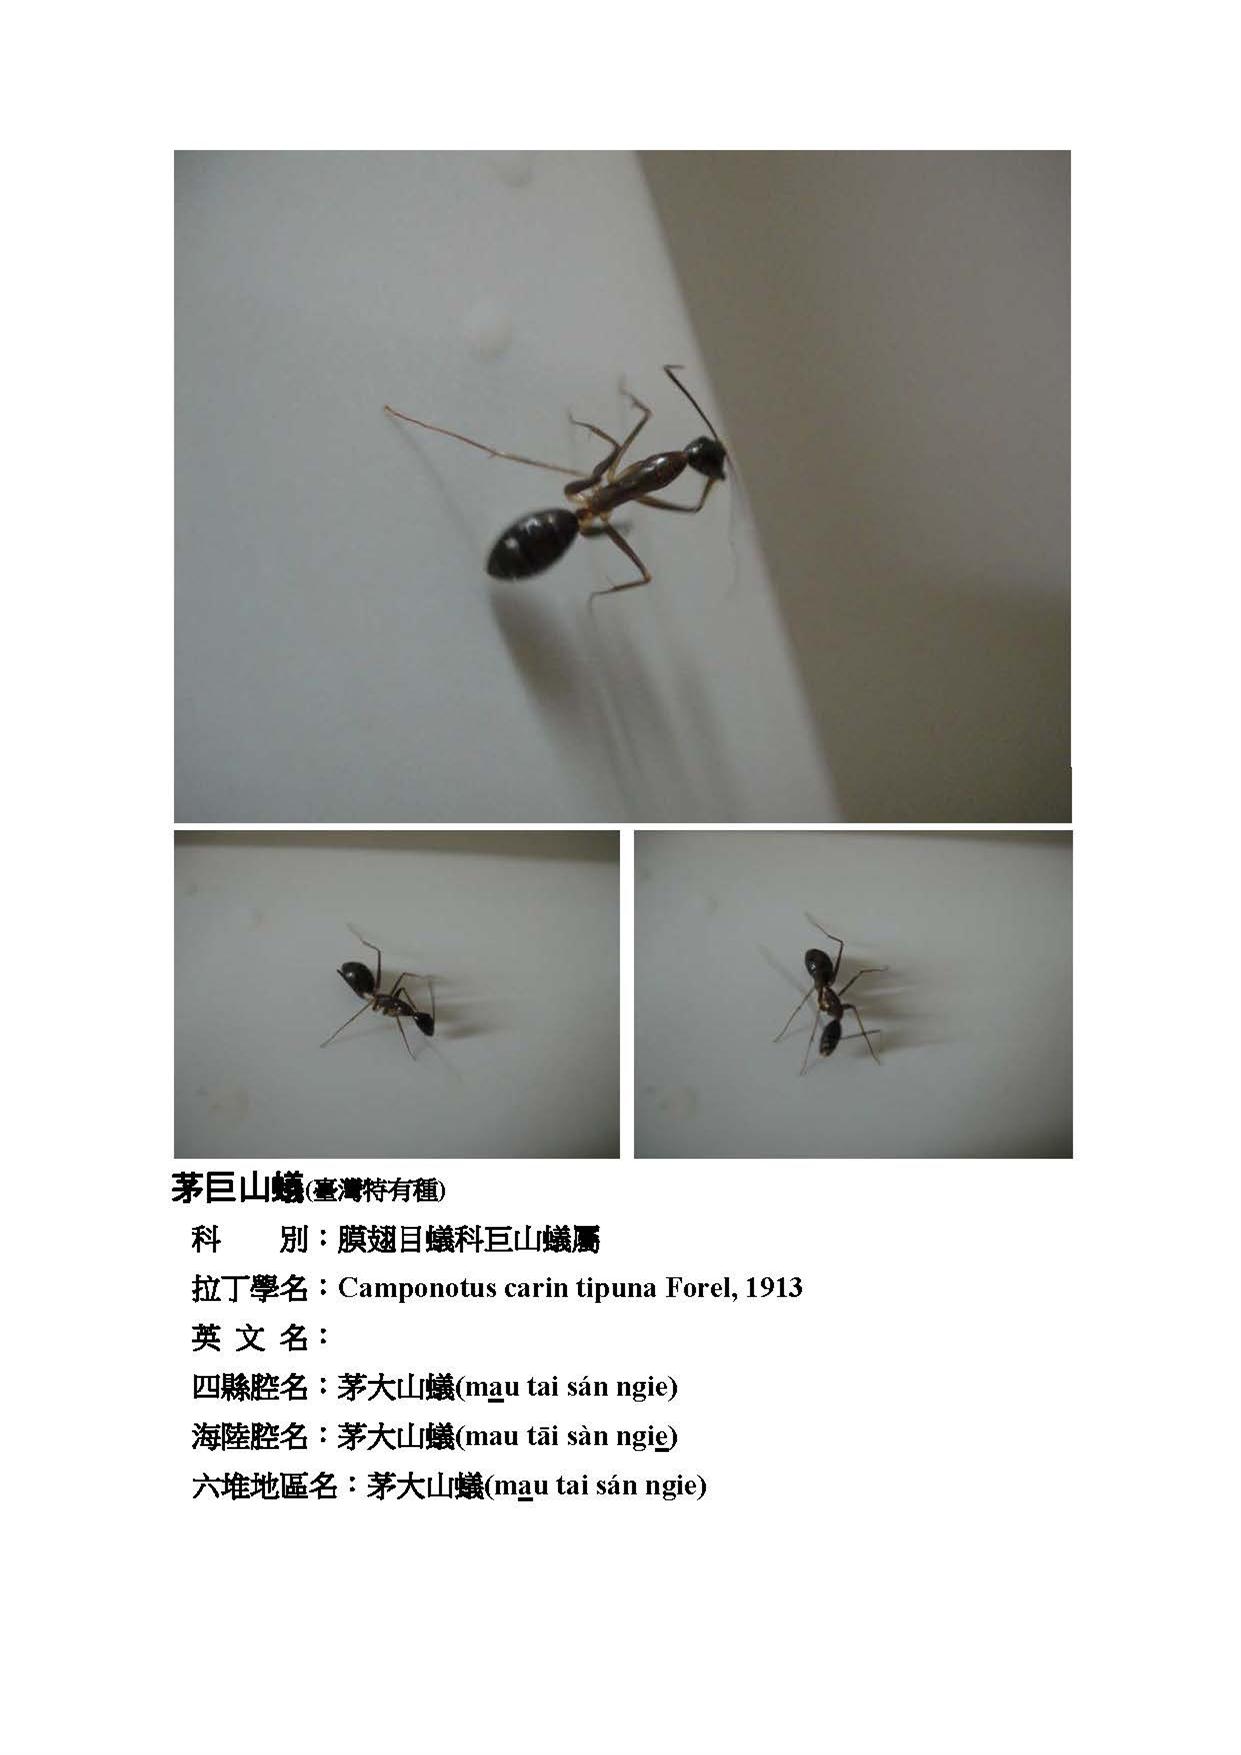 茅巨山蟻(臺灣特有種)
科　　別：膜翅目蟻科巨山蟻屬
拉丁學名：Camponotus carin tipuna Forel, 1913
英 文 名：
四縣腔名：茅大山蟻(ma̲u tai sán ngie)
海陸腔名：茅大山蟻(mau tāi sàn ngie̲)
六堆地區名：茅大山蟻(ma̲u tai sán ngie)